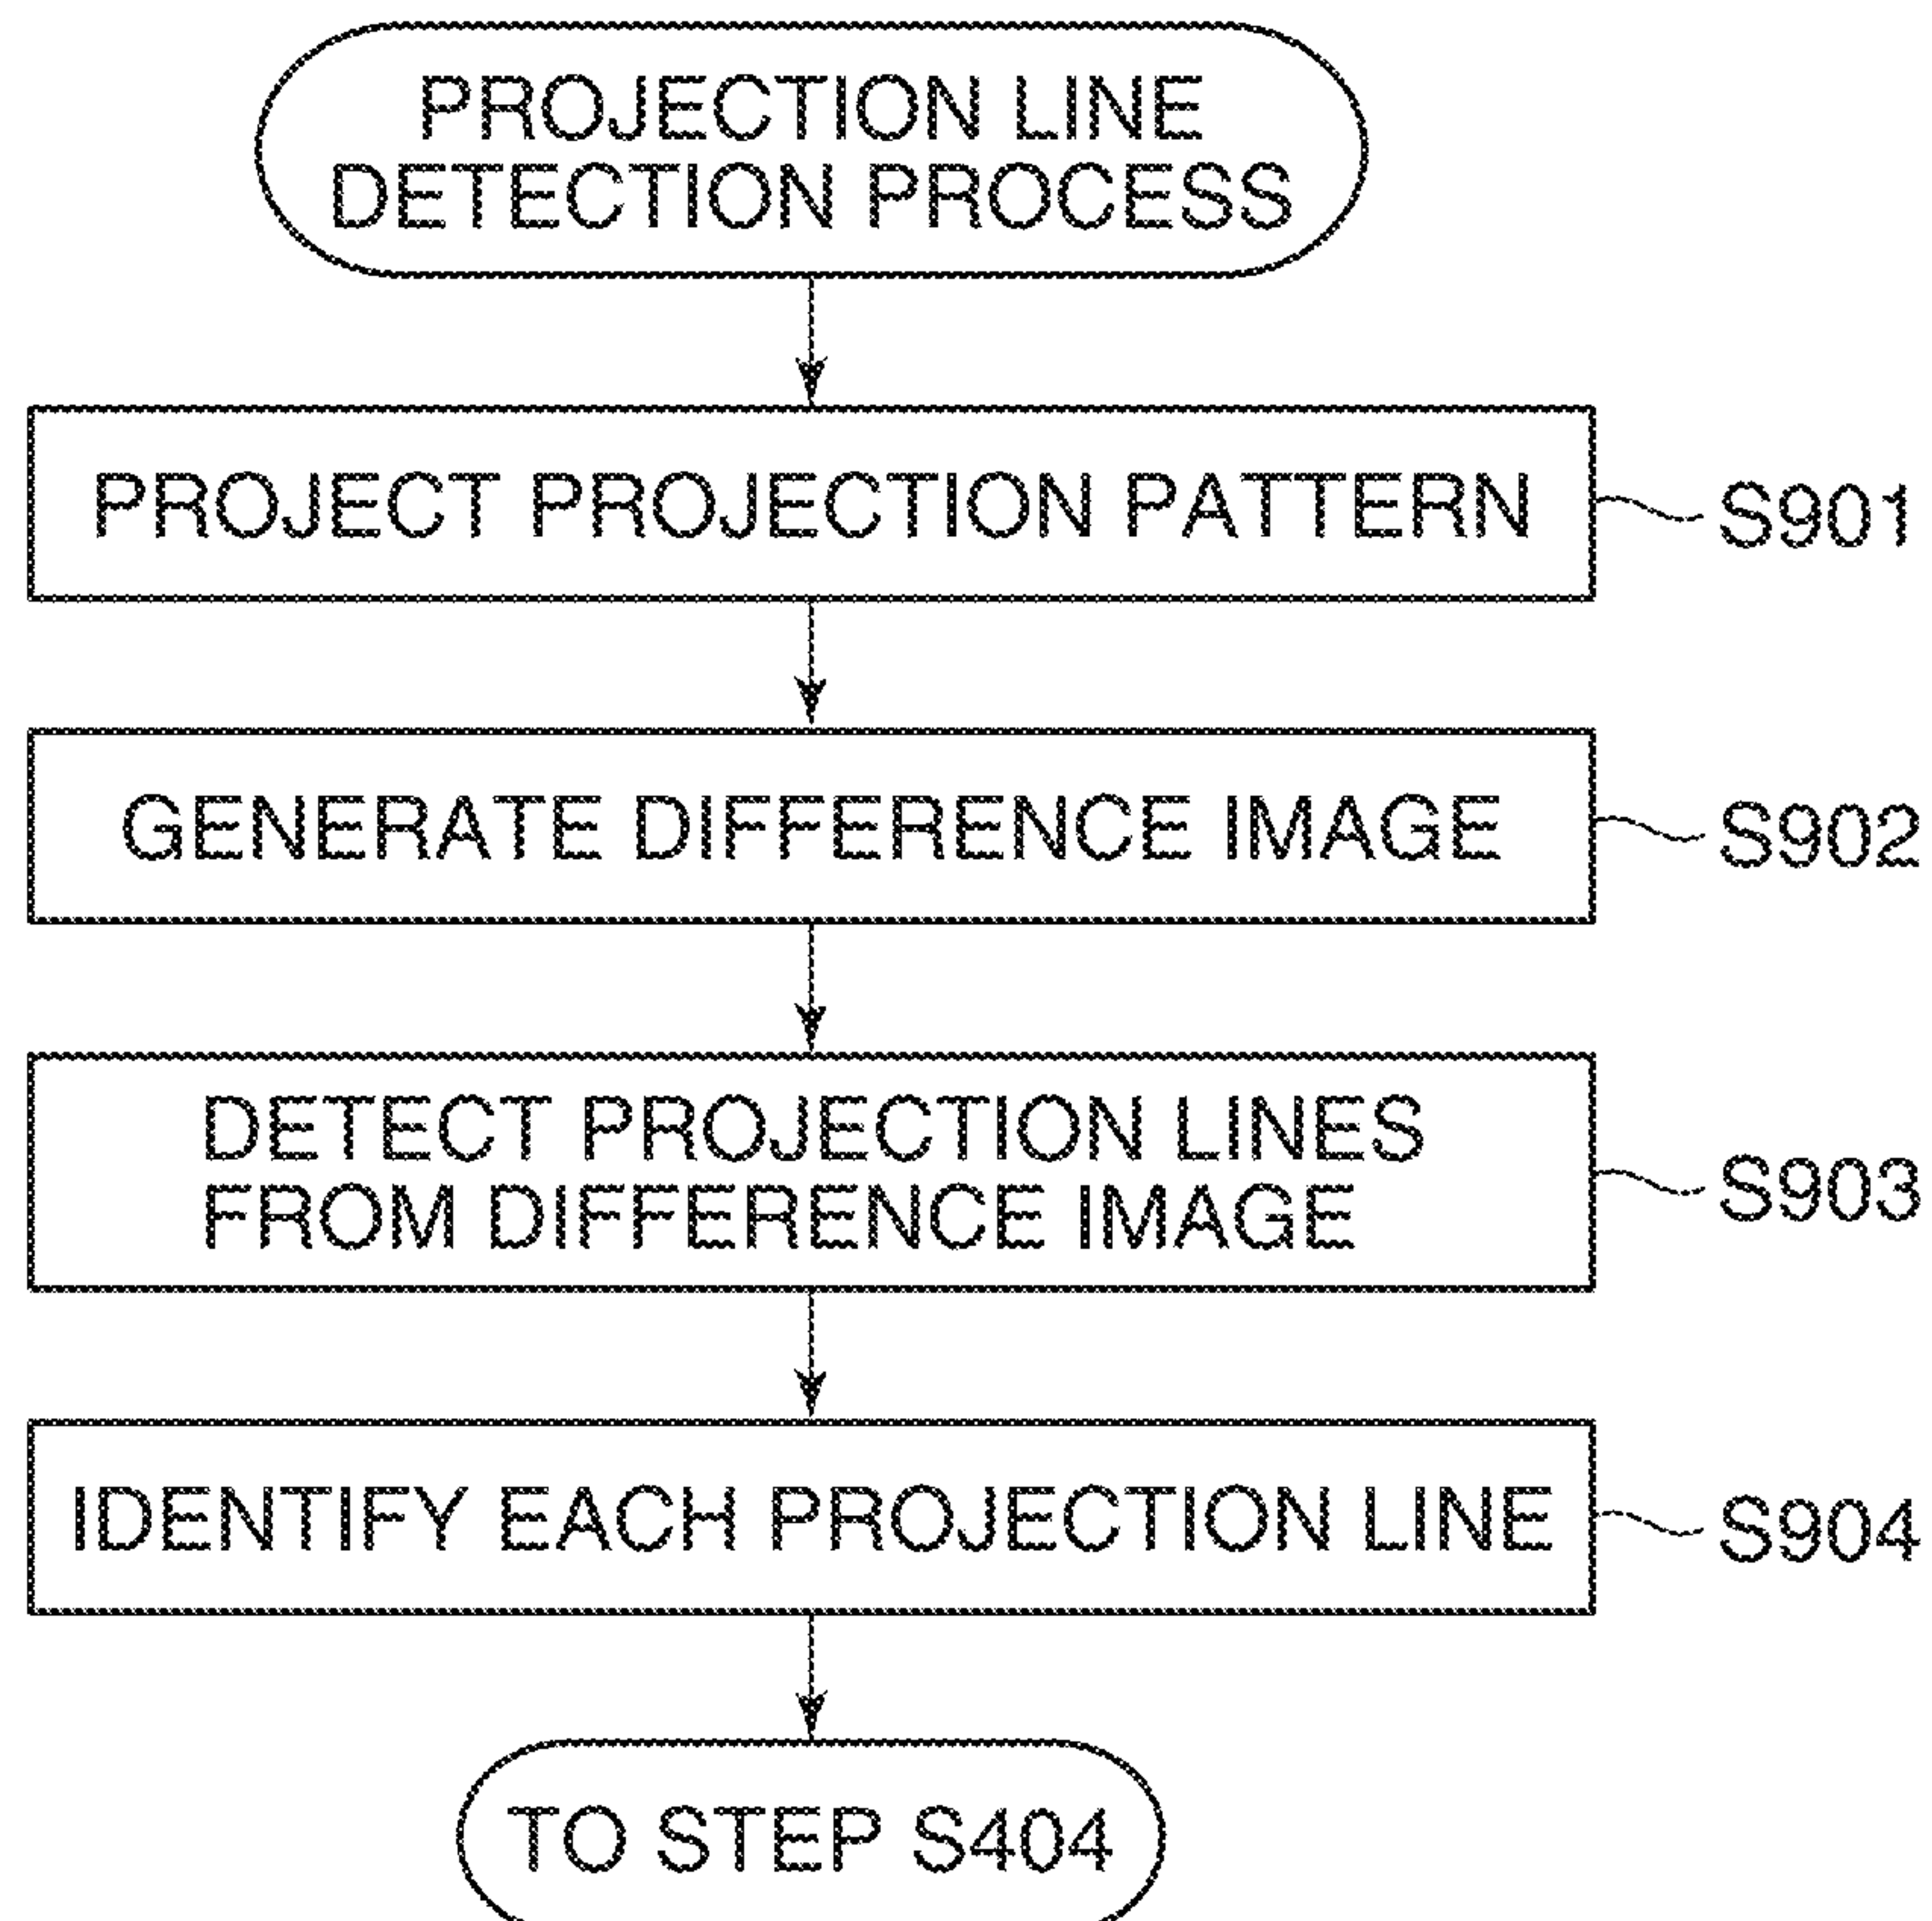 PROJECTION LINE
DETECTION PROCESS
PROJECT PROJECTION PATTERN
S901
GENERATE DIFFERENCE IMAGE
S902
DETECT PROJECTION LINES
FROM DIFFERENCE IMAGE
S903
IDENTIFY EACH PROJECTION LINE
S904
TO STEP S404